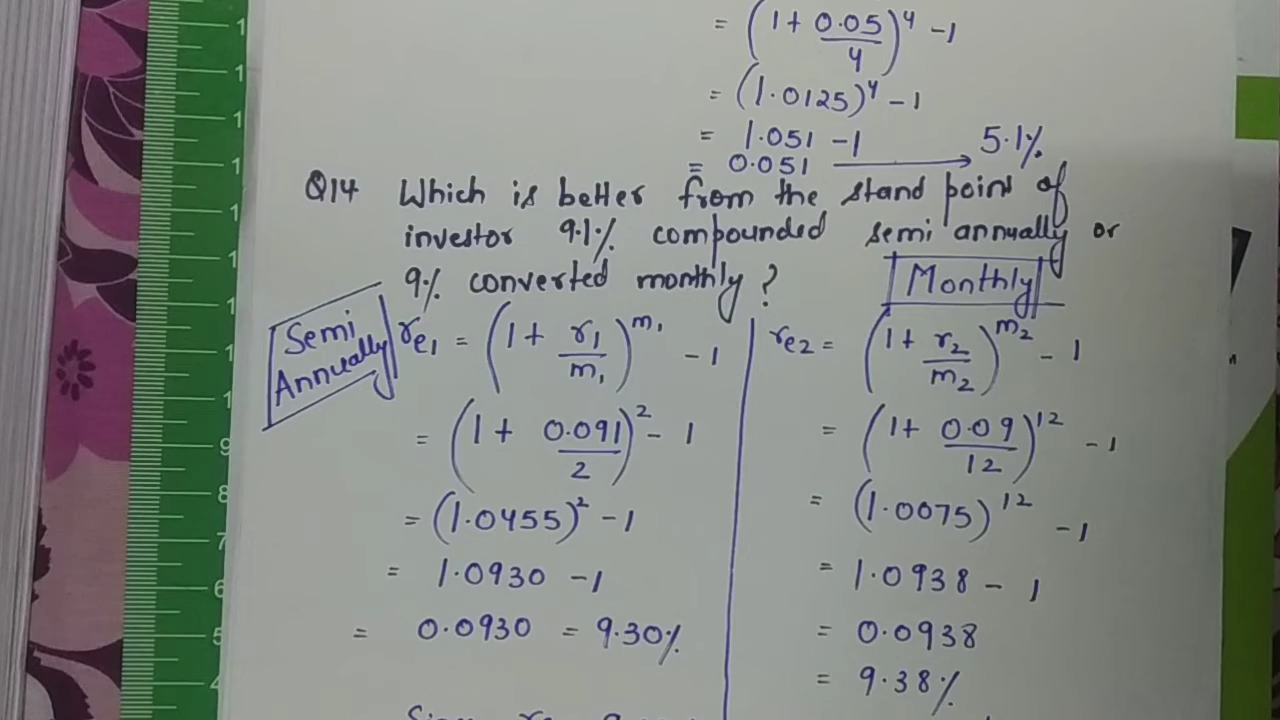 = (1 + 0.05/4)^4 - 1
= (1.0125)^4 - 1
= 1.051 - 1
= 0.051 → 5.1%
Q14 Which is better from the stand point of
investor 9.1% compounded semi annually or
9% converted monthly?
Monthly
Semi
Annually
re1 = (1 + r1/m1)^m1 - 1
= (1 + 0.091/2)^2 - 1
= (1.0455)^2 - 1
= 1.0930 - 1
= 0.0930 = 9.30%
re2 = (1 + r2/m2)^m2 - 1
= (1 + 0.09/12)^12 - 1
= (1.0075)^12 - 1
= 1.0938 - 1
= 0.0938
= 9.38%